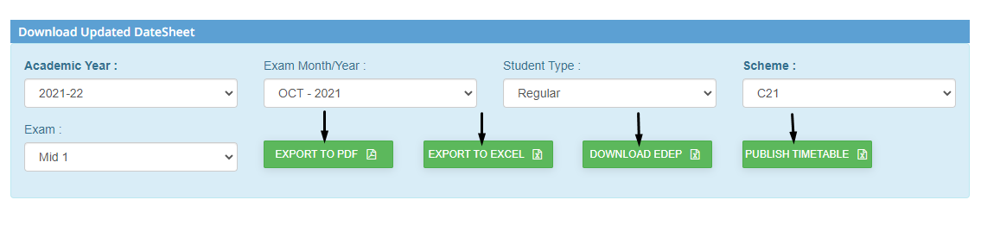 Download Updated DateSheet
Academic Year :
Exam Month/Year :
Student Type :
Scheme :
2021-22
OCT - 2021
Regular
C21
Exam :
Mid 1
EXPORT TO PDF
EXPORT TO EXCEL
DOWNLOAD EDEP
PUBLISH TIMETABLE